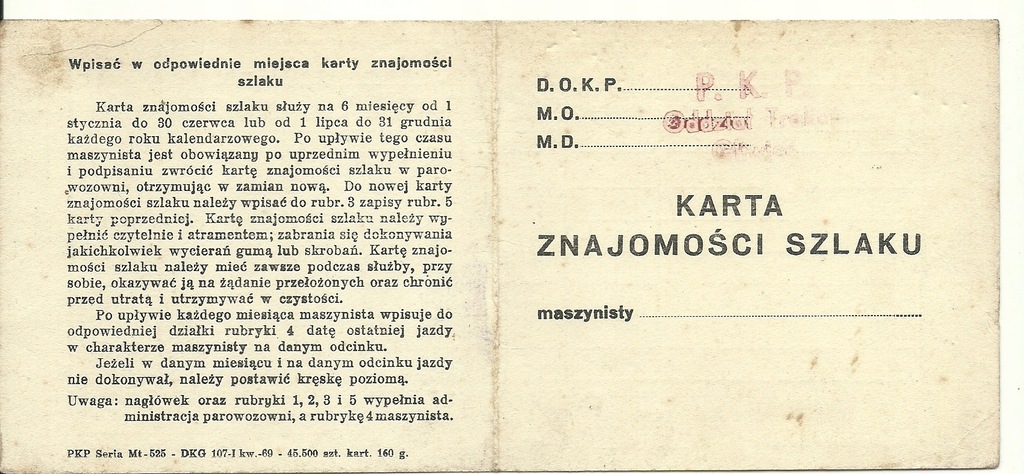 Wpisać w odpowiednie miejsca karty znajomości
szlaku
Karta znajomości szlaku służy na 6 miesięcy od 1
stycznia do 30 czerwca lub od 1 lipca do 31 grudnia
każdego roku kalendarzowego. Po upływie tego czasu
maszynista jest obowiązany po uprzednim wypełnieniu
i podpisaniu zwrócić kartę znajomości szlaku w paro-
wozowni, otrzymując w zamian nową. Do nowej karty
znajomości szlaku należy wpisać do rubr. 3 zapisy rubr. 5
karty poprzedniej. Kartę znajomości szlaku należy wy-
pełnić czytelnie i atramentem; zabrania się dokonywania
jakichkolwiek wycierań gumą lub skrobań. Kartę znajo-
mości szlaku należy mieć zawsze podczas służby, przy
sobie, okazywać ją na żądanie przełożonych oraz chronić
przed utratą i utrzymywać w czystości.
Po upływie każdego miesiąca maszynista wpisuje do
odpowiedniej działki rubryki 4 datę ostatniej jazdy
w charakterze maszynisty na danym odcinku.
Jeżeli w danym miesiącu i na danym odcinku jazdy
nie dokonywał, należy postawić kreskę poziomą.
Uwaga: nagłówek oraz rubryki 1, 2, 3 i 5 wypełnia ad-
ministracja parowozowni, a rubrykę 4 maszynista.
PKP Seria Mt-525 - DKG 107-I kw.-69 - 45.500 szt. kart. 160 g.
D.O.K.P.
M.O.
M.D.
P. K. P
Oddział
KARTA
ZNAJOMOŚCI SZLAKU
maszynisty